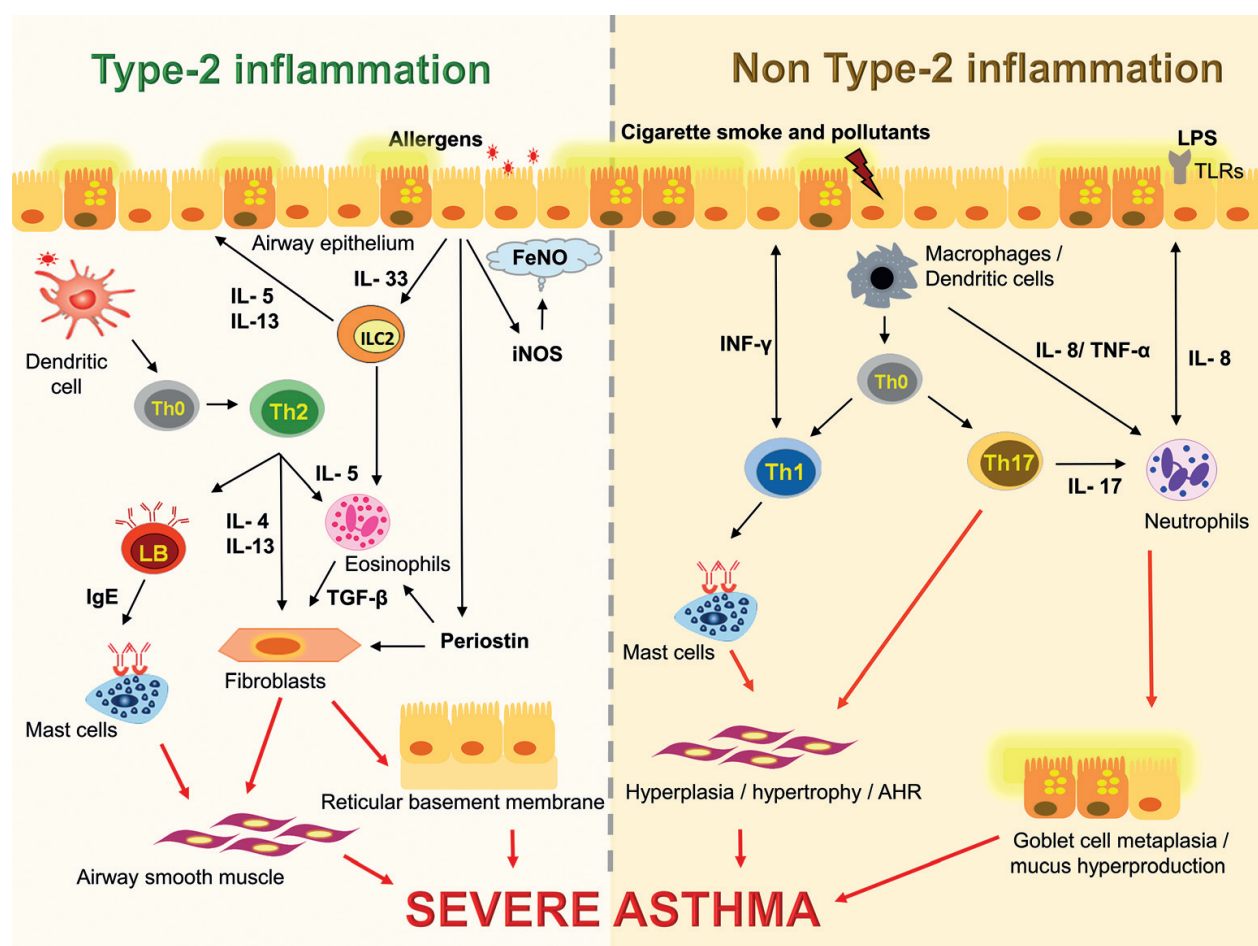 Type-2 inflammation
Non Type-2 inflammation
Allergens
Cigarette smoke and pollutants
LPS
TLRs
Airway epithelium
IL- 5
IL-13
IL- 33
FeNO
ILC2
iNOS
Dendritic
cell
Th0
Th2
IL- 5
IL- 4
IL-13
LB
Eosinophils
IgE
TGF-β
Periostin
Fibroblasts
Mast cells
Reticular basement membrane
Airway smooth muscle
Macrophages /
Dendritic cells
INF-γ
IL- 8/ TNF-α
IL- 8
Th0
Th1
Th17
IL- 17
Neutrophils
Mast cells
Hyperplasia / hypertrophy / AHR
Goblet cell metaplasia /
mucus hyperproduction
SEVERE ASTHMA